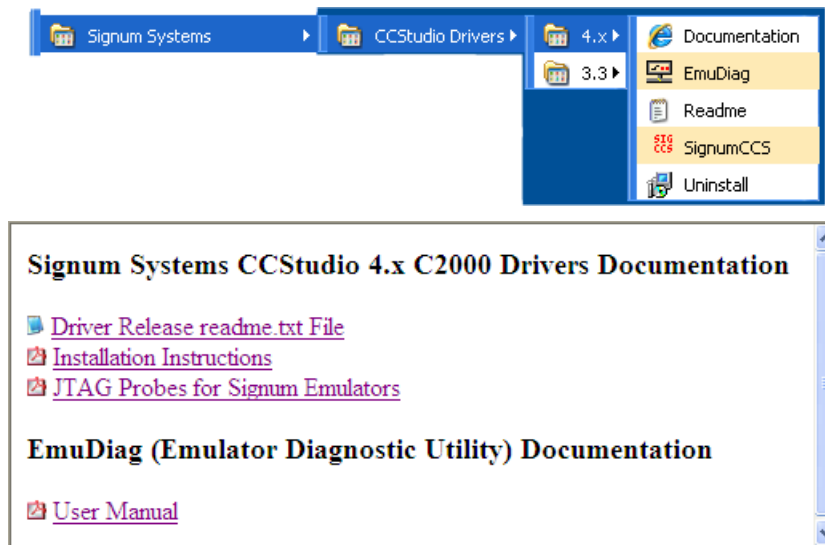 Signum Systems
CCStudio Drivers
4.x
Documentation
3.3
EmuDiag
Readme
SIG
CCS
SignumCCS
Uninstall
Signum Systems CCStudio 4.x C2000 Drivers Documentation
Driver Release readme.txt File
Installation Instructions
JTAG Probes for Signum Emulators
EmuDiag (Emulator Diagnostic Utility) Documentation
User Manual